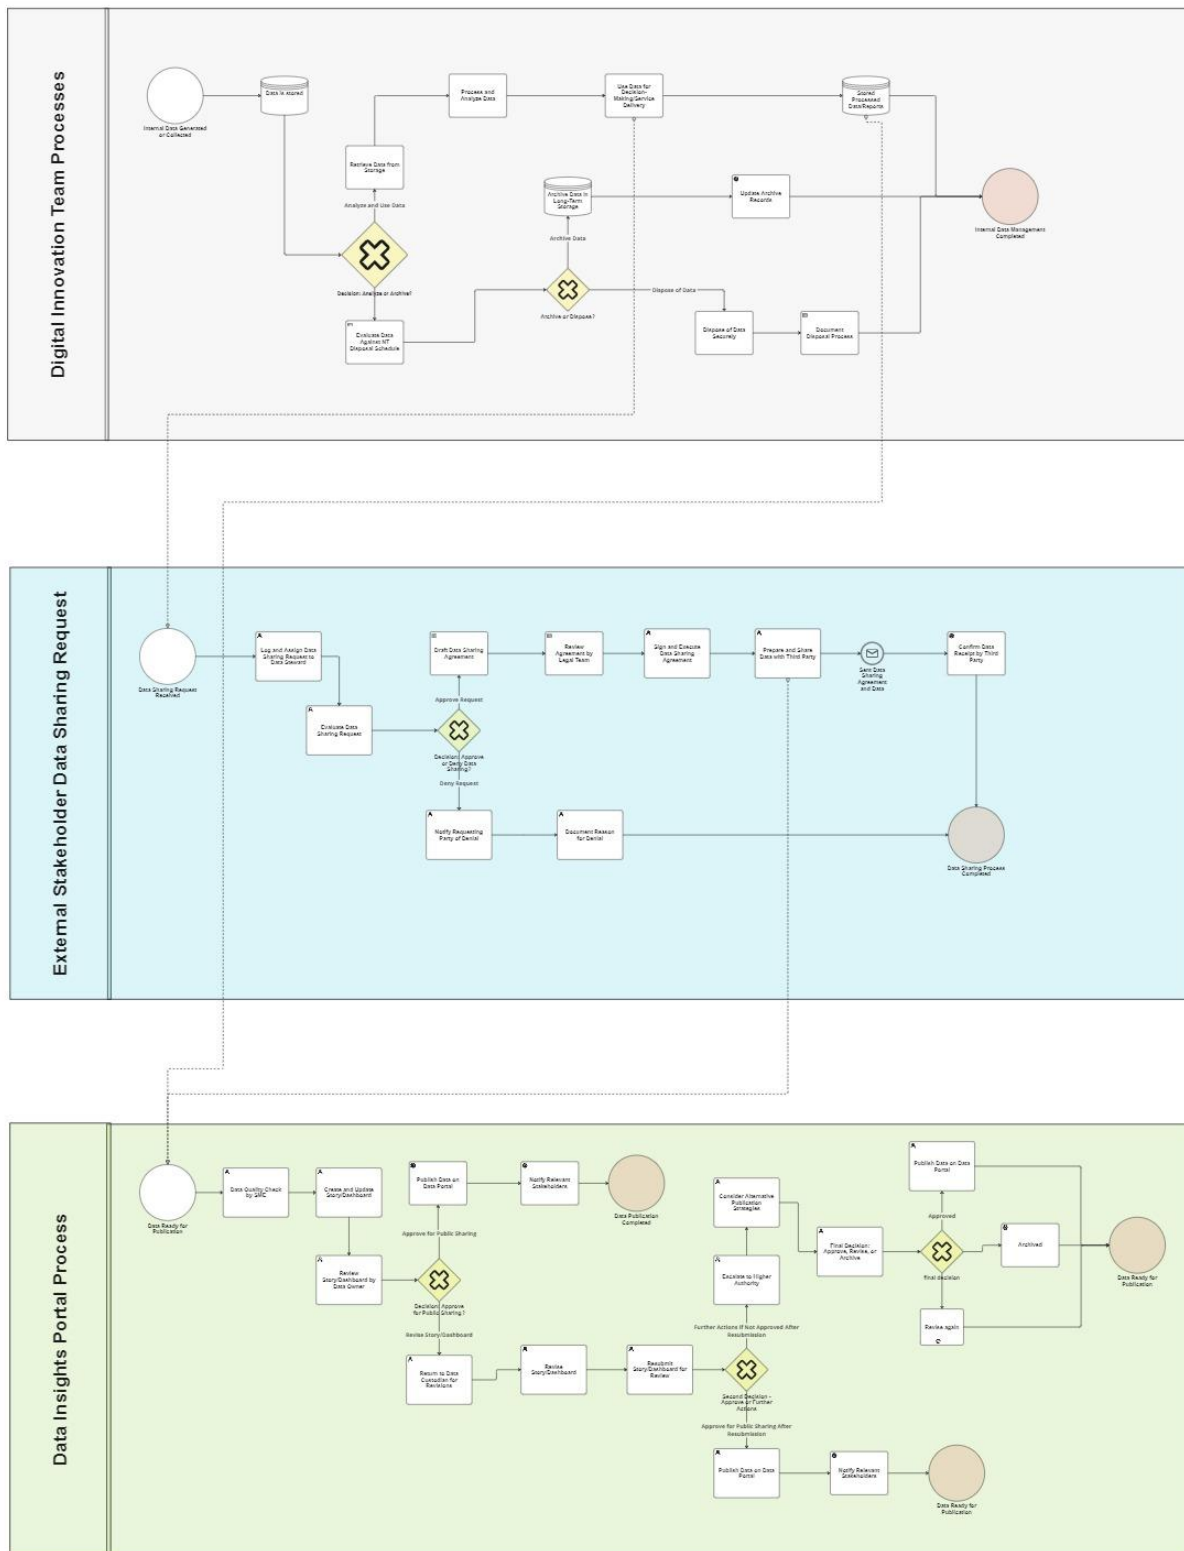 Digital Innovation Team Processes
Internal Data Generated
or Collected
Data is stored
Process and
Analyze Data
Use Data for
Decision-
Making/Service
Delivery
Stored
Processed
Data/Reports
Retrieve Data from
Storage
Analyze and Use Data
Decision: Analyze or Archive?
Evaluate Data
Against NT
Disposal Schedule
Archive Data in
Long-Term
Storage
Archive Data
Archive or Dispose?
Update Archive
Records
Dispose of Data
Dispose of Data
Securely
Document
Disposal Process
Internal Data Management
Completed
External Stakeholder Data Sharing Request
Data Sharing Request
Received
Log and Assign Data
Sharing Request to
Data Steward
Evaluate Data
Sharing Request
Draft Data Sharing
Agreement
Approve Request
Decision: Approve
or Deny Data
Sharing?
Deny Request
Review
Agreement by
Legal Team
Sign and Execute
Data Sharing
Agreement
Prepare and Share
Data with Third Party
Sent Data
Sharing
Agreement
and Data
Confirm Data
Receipt by Third
Party
Notify Requesting
Party of Denial
Document Reason
for Denial
Data Sharing Process
Completed
Data Insights Portal Process
Data Ready for
Publication
Data Quality Check
by SME
Create and Update
Story/Dashboard
Review
Story/Dashboard by
Data Owner
Publish Data on
Data Portal
Notify Relevant
Stakeholders
Data Publication
Completed
Approve for Public Sharing
Decision: Approve
for Public Sharing?
Revise Story/Dashboard
Return to Data
Custodian for
Revisions
Revise
Story/Dashboard
Resubmit
Story/Dashboard for
Review
Consider Alternative
Publication
Strategies
Escalate to Higher
Authority
Further Actions if Not Approved After
Resubmission
Second Decision -
Approve or Further
Actions
Approve for Public Sharing After
Resubmission
Publish Data on Data
Portal
Notify Relevant
Stakeholders
Data Ready for
Publication
Final Decision:
Approve, Revise, or
Archive
Publish Data on Data
Portal
Approved
final decision
Archived
Revise again
Data Ready for
Publication